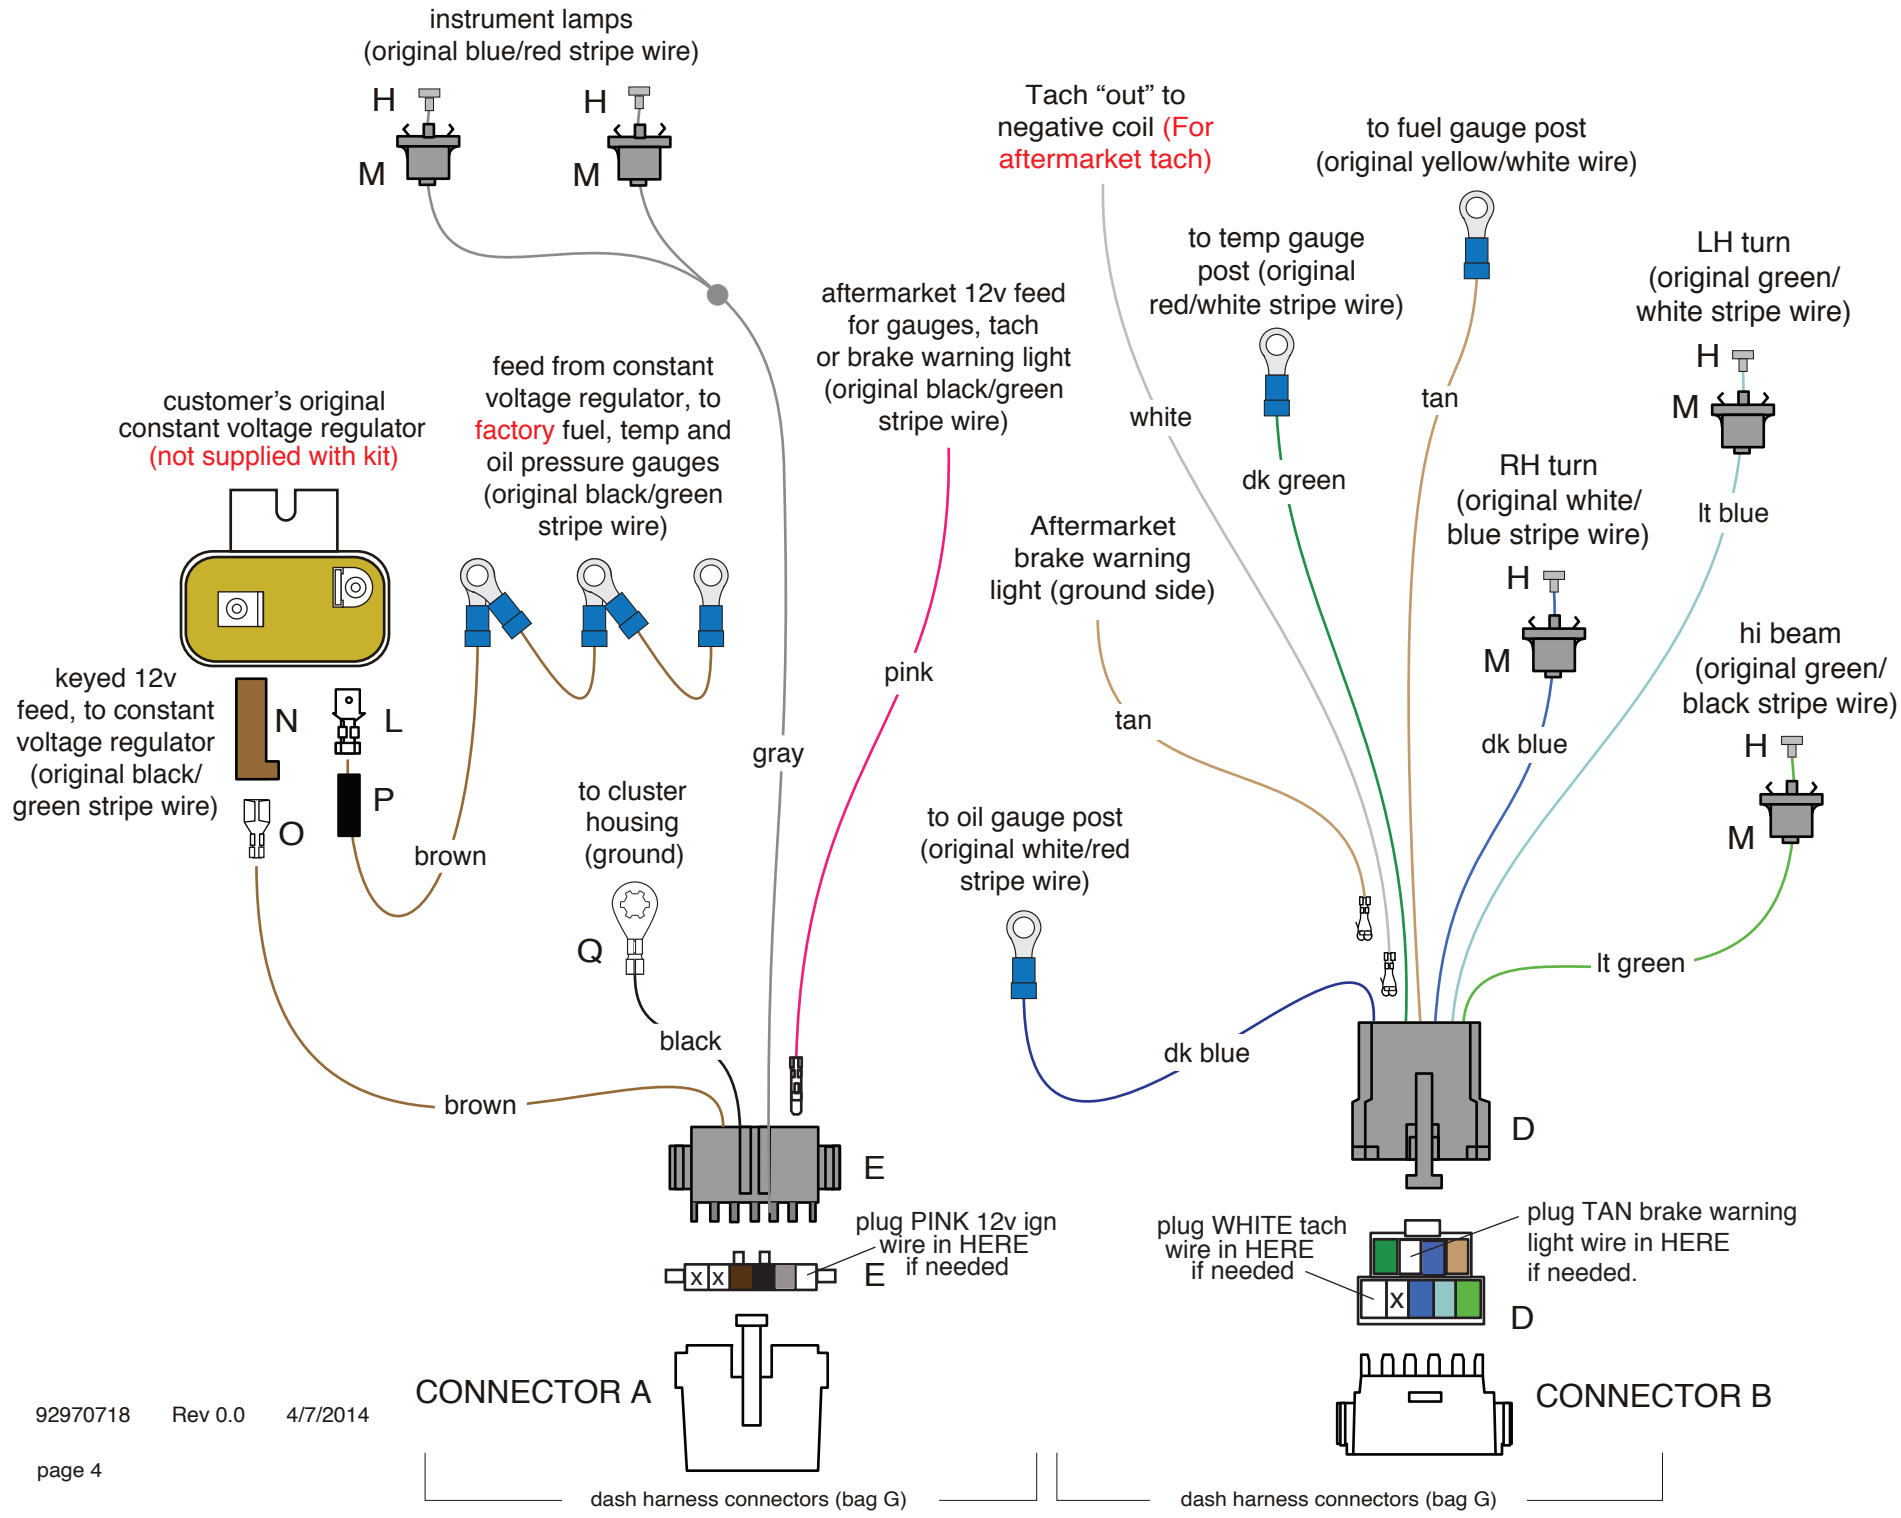 instrument lamps
(original blue/red stripe wire)
H
H
M
M
Tach “out” to
negative coil (For
aftermarket tach)
to fuel gauge post
(original yellow/white wire)
to temp gauge
post (original
red/white stripe wire)
LH turn
(original green/
white stripe wire)
H
M
aftermarket 12v feed
for gauges, tach
or brake warning light
(original black/green
stripe wire)
feed from constant
voltage regulator, to
factory fuel, temp and
oil pressure gauges
(original black/green
stripe wire)
customer’s original
constant voltage regulator
(not supplied with kit)
white
tan
dk green
lt blue
RH turn
(original white/
blue stripe wire)
H
M
Aftermarket
brake warning
light (ground side)
hi beam
(original green/
black stripe wire)
H
M
keyed 12v
feed, to constant
voltage regulator
(original black/
green stripe wire)
N
L
P
O
brown
pink
gray
tan
dk blue
to cluster
housing
(ground)
Q
to oil gauge post
(original white/red
stripe wire)
lt green
black
dk blue
brown
E
D
plug PINK 12v ign
wire in HERE
if needed
x x
E
plug WHITE tach
wire in HERE
if needed
plug TAN brake warning
light wire in HERE
if needed.
x
D
CONNECTOR A
CONNECTOR B
92970718 Rev 0.0 4/7/2014
page 4
dash harness connectors (bag G)
dash harness connectors (bag G)